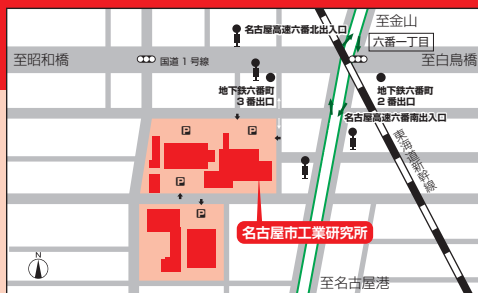 至金山
名古屋高速六番北出入口
六番一丁目
至昭和橋
国道1号線
至白鳥橋
地下鉄六番町
3番出口
地下鉄六番町
2番出口
名古屋高速六番南出入口
P
P
東海道新幹線
P
P
名古屋市工業研究所
N
至名古屋港